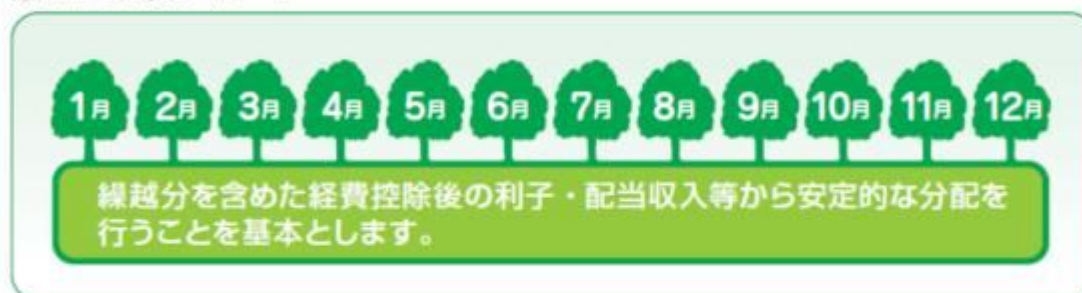 1月 2月 3月 4月 5月 6月 7月 8月 9月 10月 11月 12月
繰越分を含めた経費控除後の利子・配当収入等から安定的な分配を
行うことを基本とします。